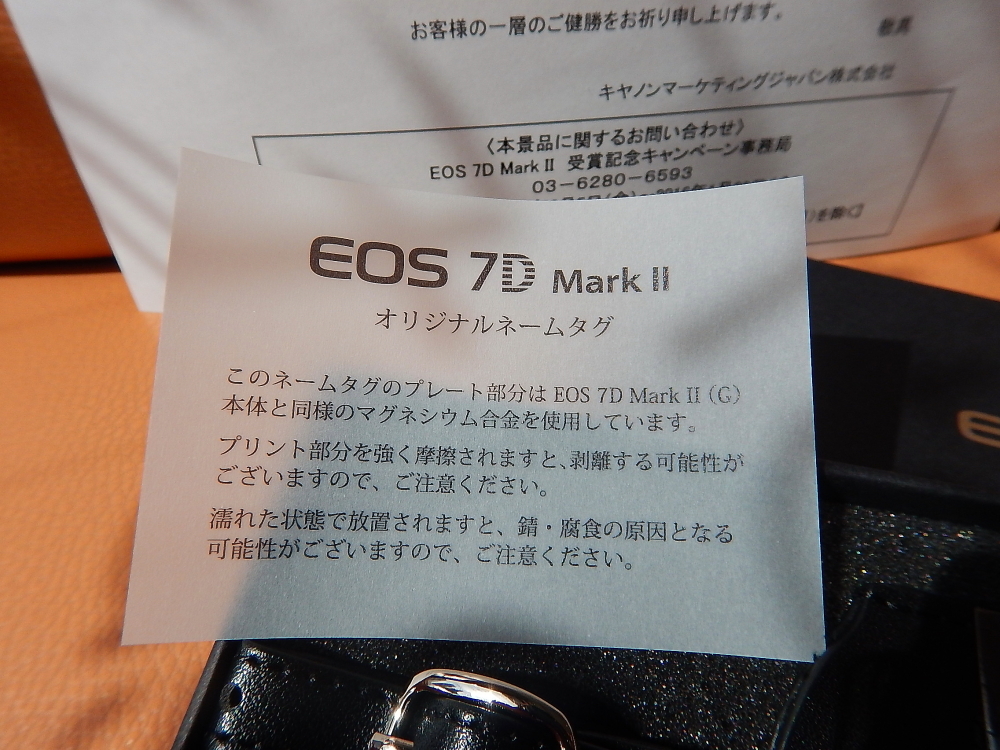 お客様の一層のご健勝をお祈り申し上げます。
敬具
キヤノンマーケティングジャパン株式会社
〈本景品に関するお問い合わせ〉
EOS 7D Mark II 受賞記念キャンペーン事務局
03－6280－6593
を除く)
EOS 7D Mark II
オリジナルネームタグ
このネームタグのプレート部分は EOS 7D Mark II（G）
本体と同様のマグネシウム合金を使用しています。
プリント部分を強く摩擦されますと、剥離する可能性が
ございますので、ご注意ください。
濡れた状態で放置されますと、錆・腐食の原因となる
可能性がございますので、ご注意ください。